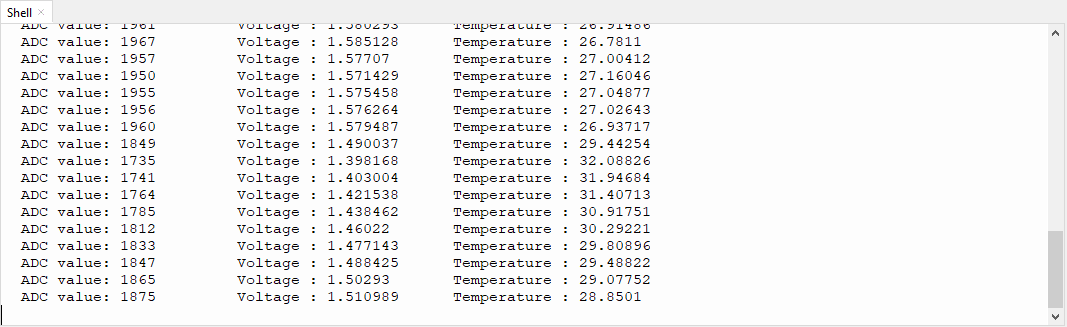 Shell ×
ADC value: 1961 Voltage : 1.580293 Temperature : 26.91486
ADC value: 1967 Voltage : 1.585128 Temperature : 26.7811
ADC value: 1957 Voltage : 1.57707 Temperature : 27.00412
ADC value: 1950 Voltage : 1.571429 Temperature : 27.16046
ADC value: 1955 Voltage : 1.575458 Temperature : 27.04877
ADC value: 1956 Voltage : 1.576264 Temperature : 27.02643
ADC value: 1960 Voltage : 1.579487 Temperature : 26.93717
ADC value: 1849 Voltage : 1.490037 Temperature : 29.44254
ADC value: 1735 Voltage : 1.398168 Temperature : 32.08826
ADC value: 1741 Voltage : 1.403004 Temperature : 31.94684
ADC value: 1764 Voltage : 1.421538 Temperature : 31.40713
ADC value: 1785 Voltage : 1.438462 Temperature : 30.91751
ADC value: 1812 Voltage : 1.46022 Temperature : 30.29221
ADC value: 1833 Voltage : 1.477143 Temperature : 29.80896
ADC value: 1847 Voltage : 1.488425 Temperature : 29.48822
ADC value: 1865 Voltage : 1.50293 Temperature : 29.07752
ADC value: 1875 Voltage : 1.510989 Temperature : 28.8501